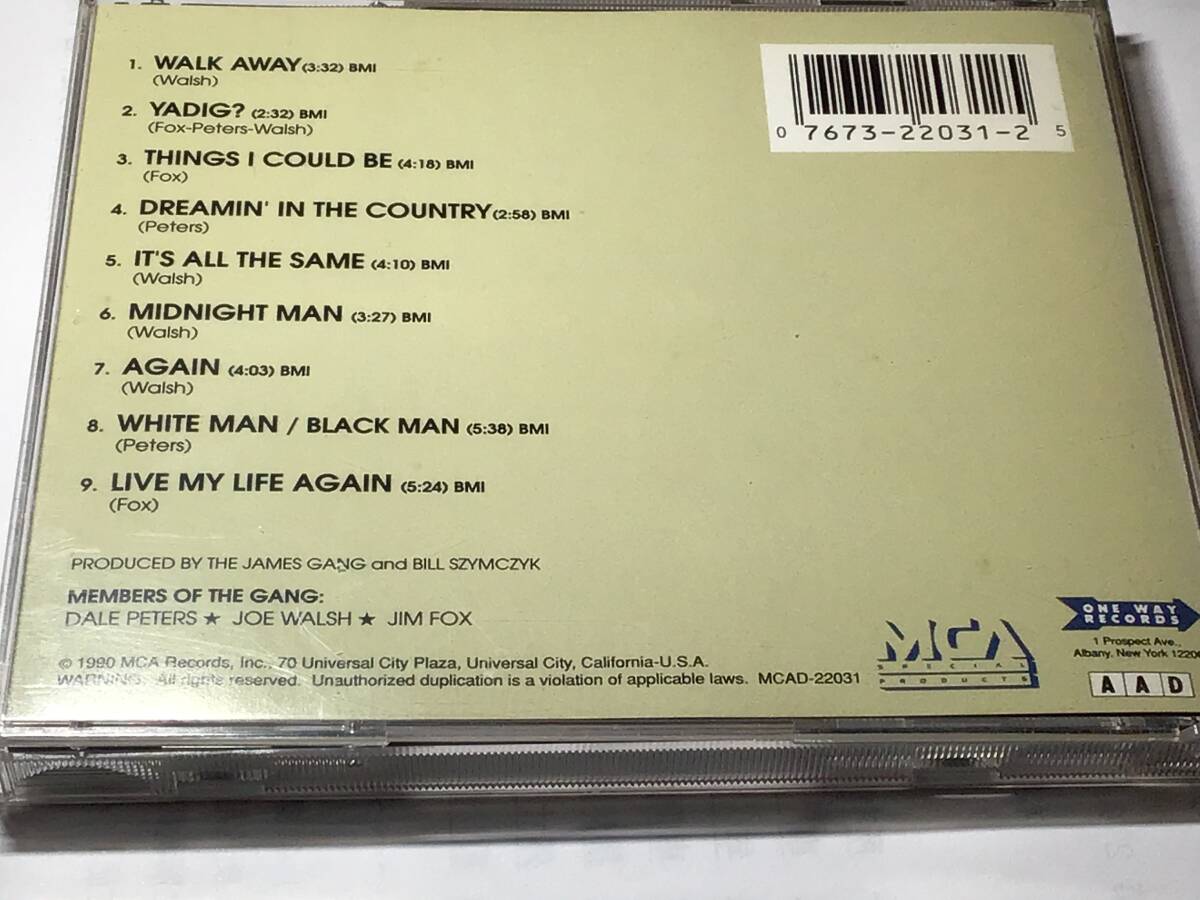 1. WALK AWAY (3:32) BMI
(Walsh)
2. YADIG? (2:32) BMI
(Fox-Peters-Walsh)
3. THINGS I COULD BE (4:18) BMI
(Fox)
4. DREAMIN' IN THE COUNTRY (2:58) BMI
(Peters)
5. IT'S ALL THE SAME (4:10) BMI
(Walsh)
6. MIDNIGHT MAN (3:27) BMI
(Walsh)
7. AGAIN (4:03) BMI
(Walsh)
8. WHITE MAN / BLACK MAN (5:38) BMI
(Peters)
9. LIVE MY LIFE AGAIN (5:24) BMI
(Fox)
0 7673-22031-2 5
PRODUCED BY THE JAMES GANG and BILL SZYMCZYK
MEMBERS OF THE GANG:
DALE PETERS ★ JOE WALSH ★ JIM FOX
© 1990 MCA Records, Inc., 70 Universal City Plaza, Universal City, California-U.S.A.
WARNING: All rights reserved. Unauthorized duplication is a violation of applicable laws. MCAD-22031
MCA
SPECIAL
PRODUCTS
ONE WAY
RECORDS
1 Prospect Ave.,
Albany, New York
AAD